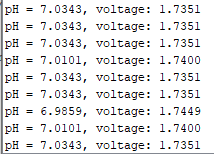 pH = 7.0343, voltage: 1.7351
pH = 7.0343, voltage: 1.7351
pH = 7.0343, voltage: 1.7351
pH = 7.0101, voltage: 1.7400
pH = 7.0343, voltage: 1.7351
pH = 7.0343, voltage: 1.7351
pH = 6.9859, voltage: 1.7449
pH = 7.0101, voltage: 1.7400
pH = 7.0343, voltage: 1.7351